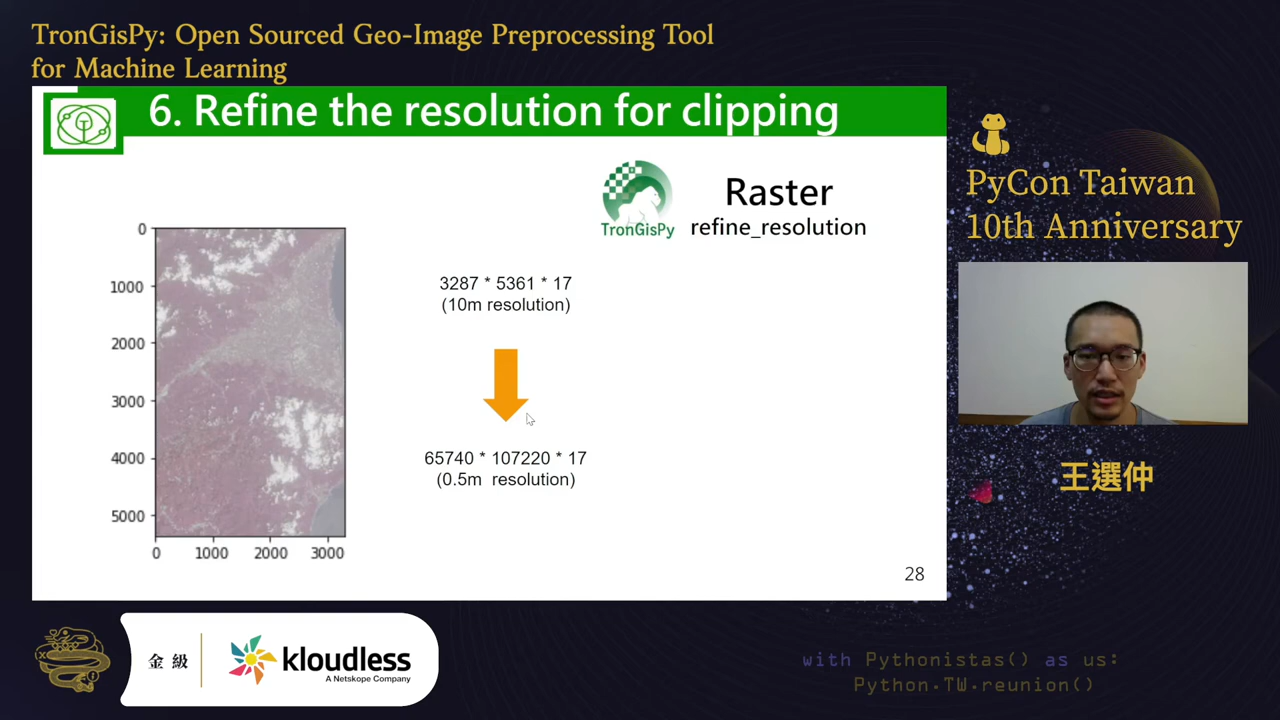 TronGisPy: Open Sourced Geo-Image Preprocessing Tool
for Machine Learning
6. Refine the resolution for clipping
TronGisPy
Raster
refine_resolution
0
1000
2000
3000
4000
5000
0 1000 2000 3000
3287 * 5361 * 17
(10m resolution)
65740 * 107220 * 17
(0.5m resolution)
28
PyCon Taiwan
10th Anniversary
王選仲
金級
kloudless
A Netskope Company
with Pythonistas() as us:
Python.TW.reunion()